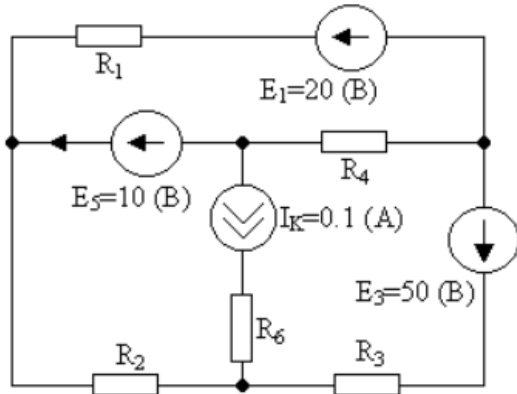 R₁
E₁=20 (B)
E₅=10 (B)
R₄
Iₖ=0.1 (A)
E₃=50 (B)
R₂
R₆
R₃